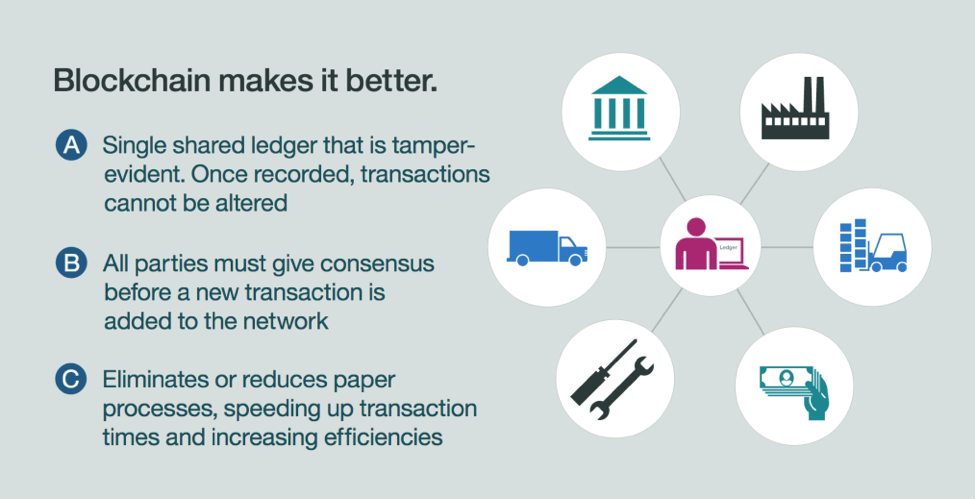 Blockchain makes it better.
A Single shared ledger that is tamper-
evident. Once recorded, transactions
cannot be altered
B All parties must give consensus
before a new transaction is
added to the network
C Eliminates or reduces paper
processes, speeding up transaction
times and increasing efficiencies
Ledger